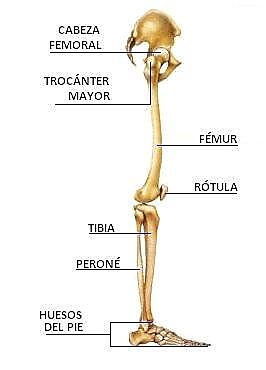 CABEZA
FEMORAL
TROCÁNTER
MAYOR
FÉMUR
RÓTULA
TIBIA
PERONÉ
HUESOS
DEL PIE